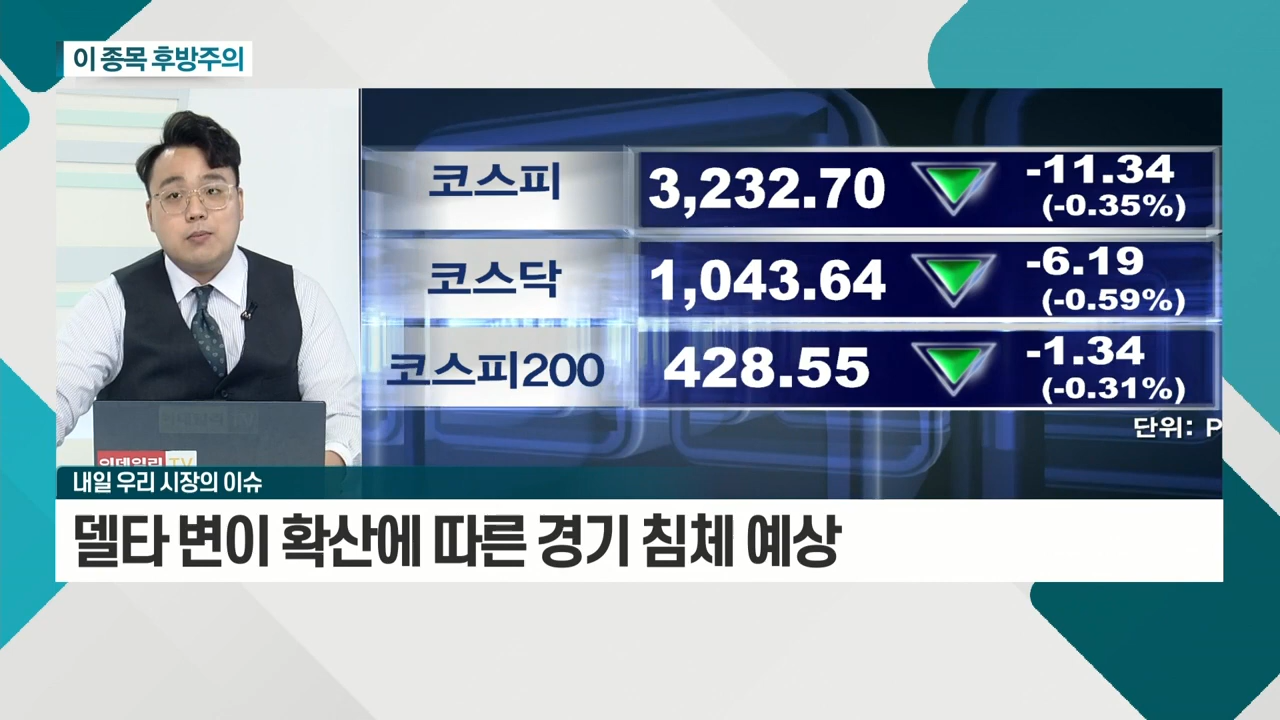 이 종목 후방주의
코스피 3,232.70 ▼ -11.34 (-0.35%)
코스닥 1,043.64 ▼ -6.19 (-0.59%)
코스피200 428.55 ▼ -1.34 (-0.31%)
단위: P
이데일리 TV
내일 우리 시장의 이슈
델타 변이 확산에 따른 경기 침체 예상